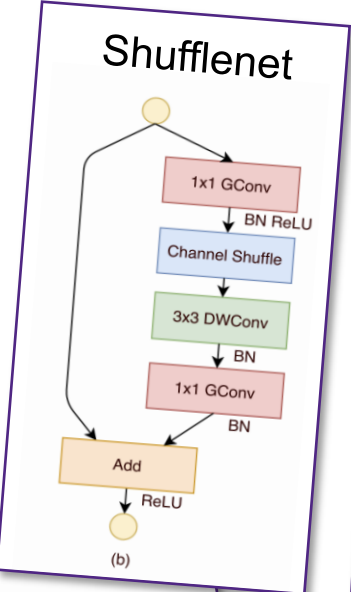 Shufflenet
1x1 GConv
BN ReLU
Channel Shuffle
3x3 DWConv
BN
1x1 GConv
BN
Add
ReLU
(b)